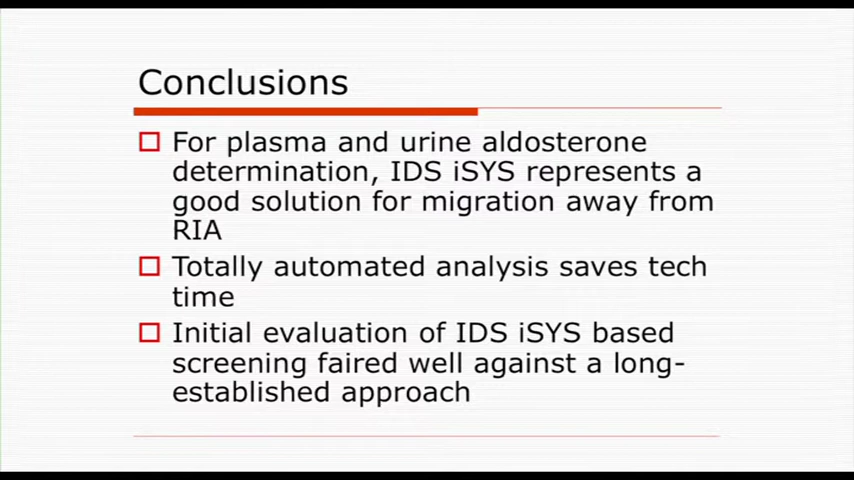 Conclusions
For plasma and urine aldosterone
determination, IDS iSYS represents a
good solution for migration away from
RIA
Totally automated analysis saves tech
time
Initial evaluation of IDS iSYS based
screening faired well against a long-
established approach